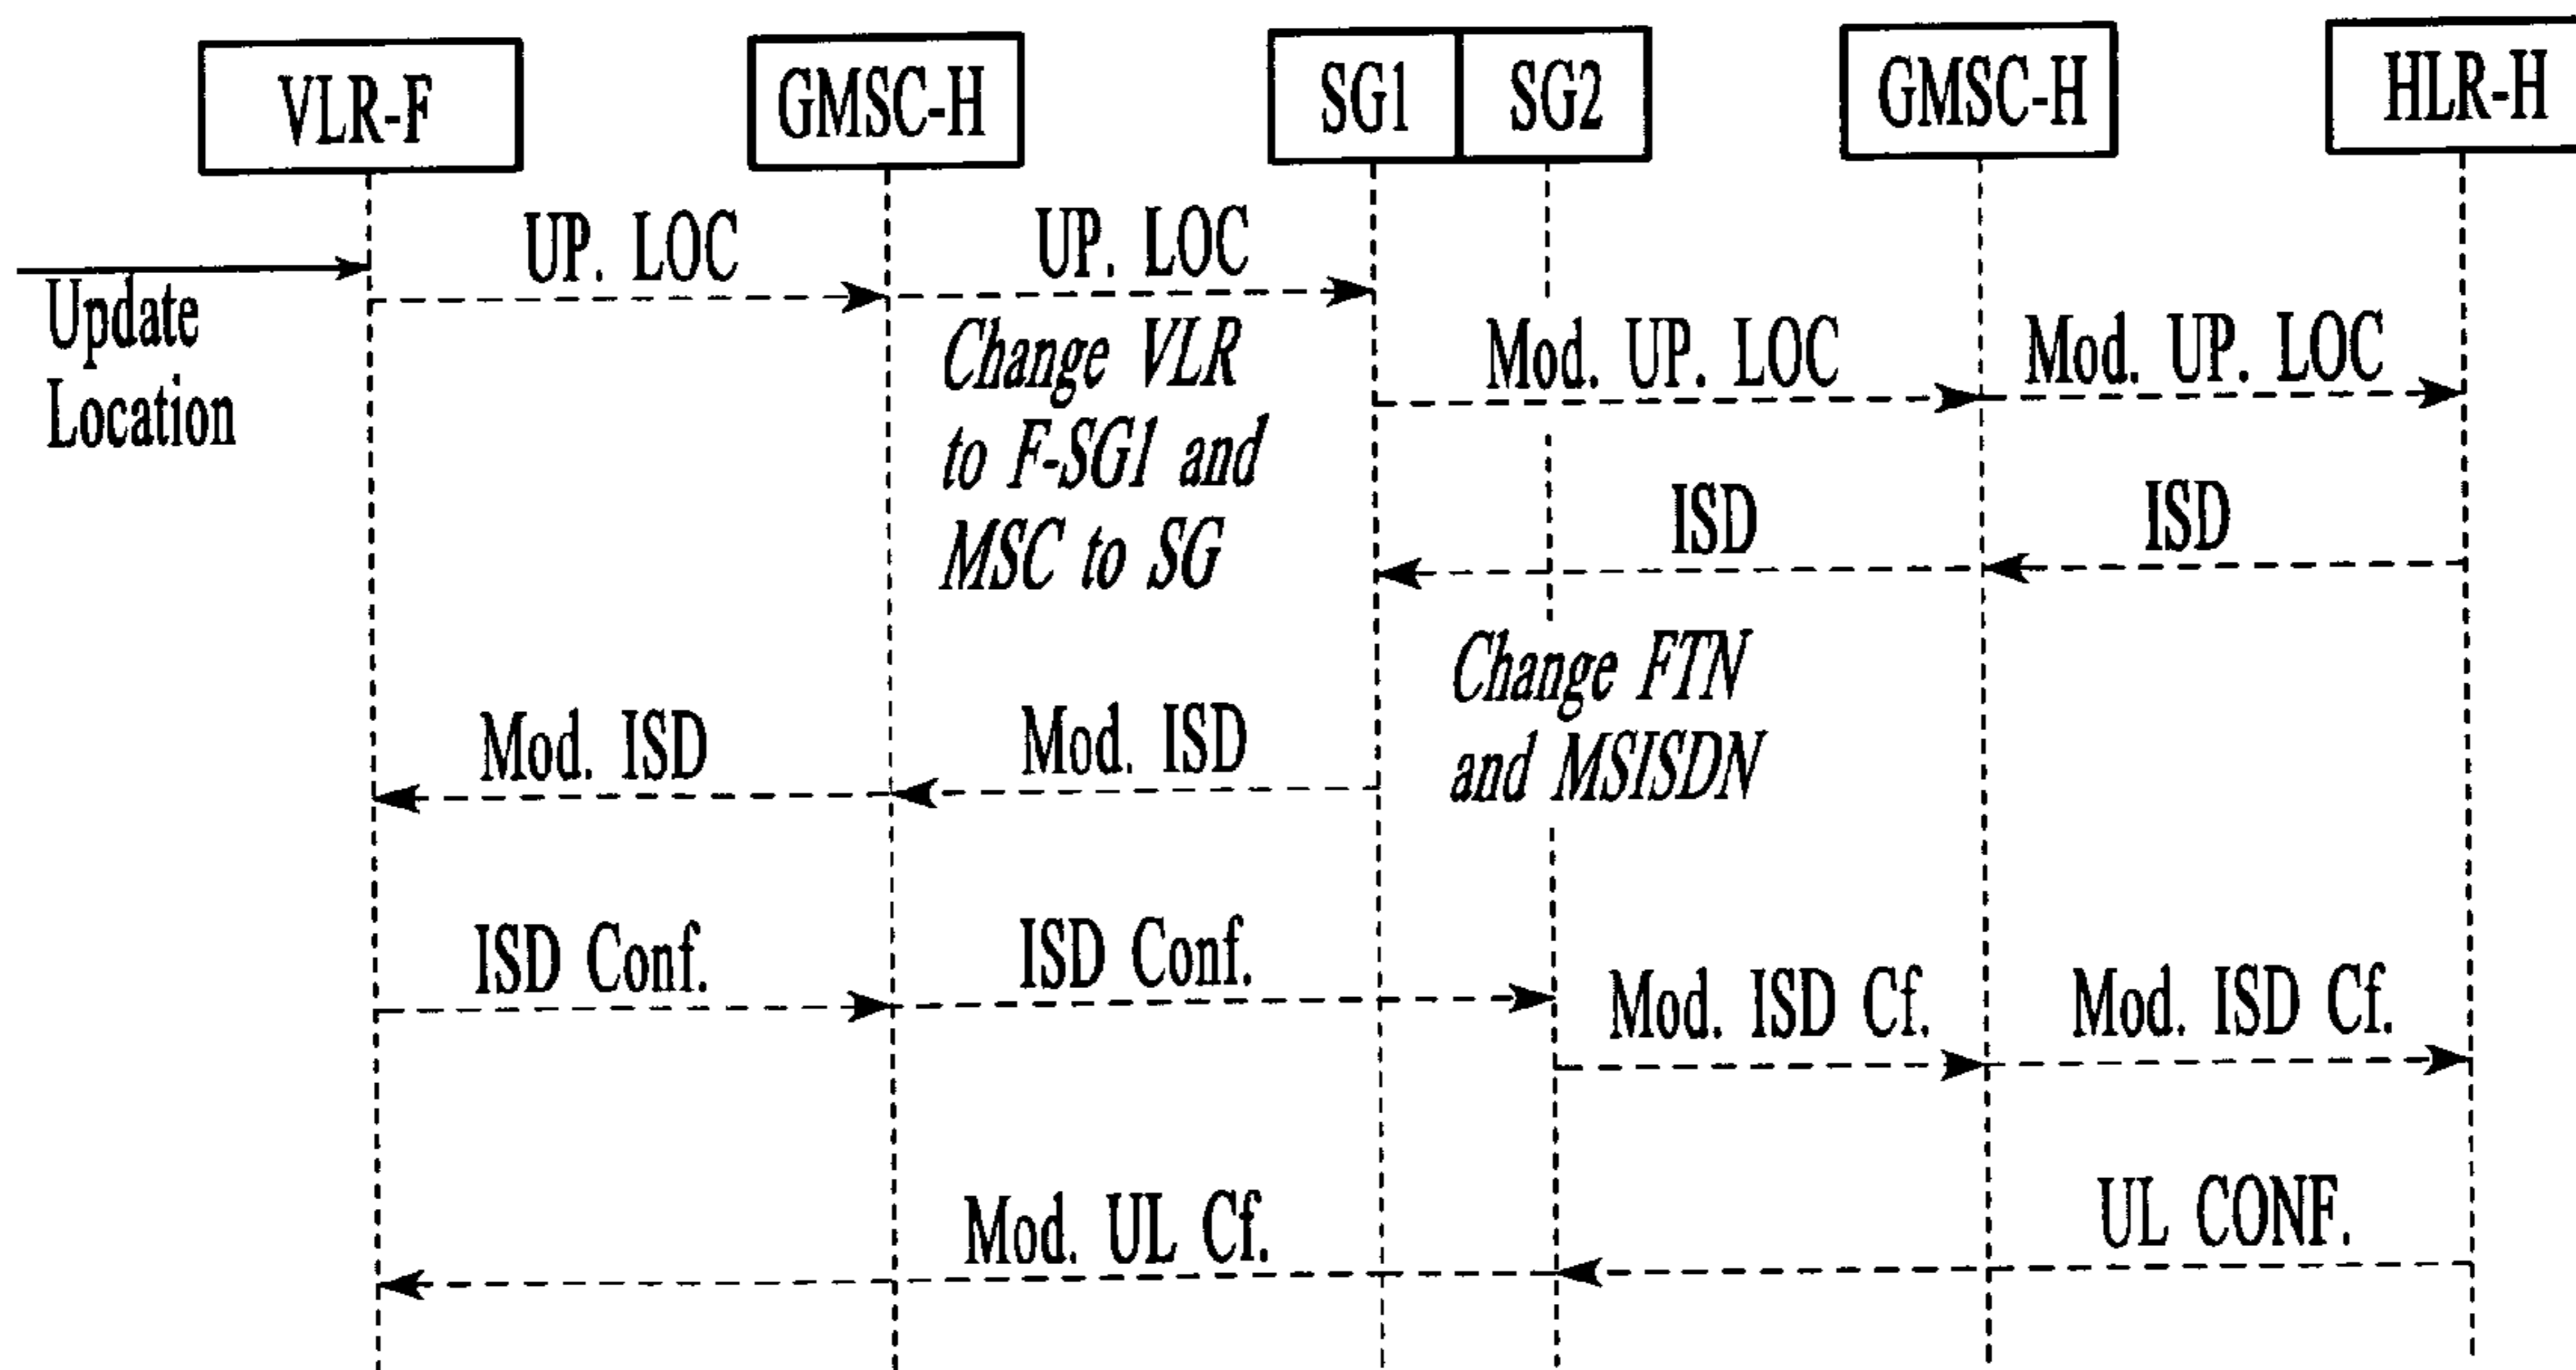 VLR-F
GMSC-H
SG1
SG2
GMSC-H
HLR-H
UP. LOC
UP. LOC
Update
Location
Change VLR
to F-SG1 and
MSC to SG
Mod. UP. LOC
Mod. UP. LOC
ISD
ISD
Change FTN
and MSISDN
Mod. ISD
Mod. ISD
ISD Conf.
ISD Conf.
Mod. ISD Cf.
Mod. ISD Cf.
Mod. UL Cf.
UL CONF.